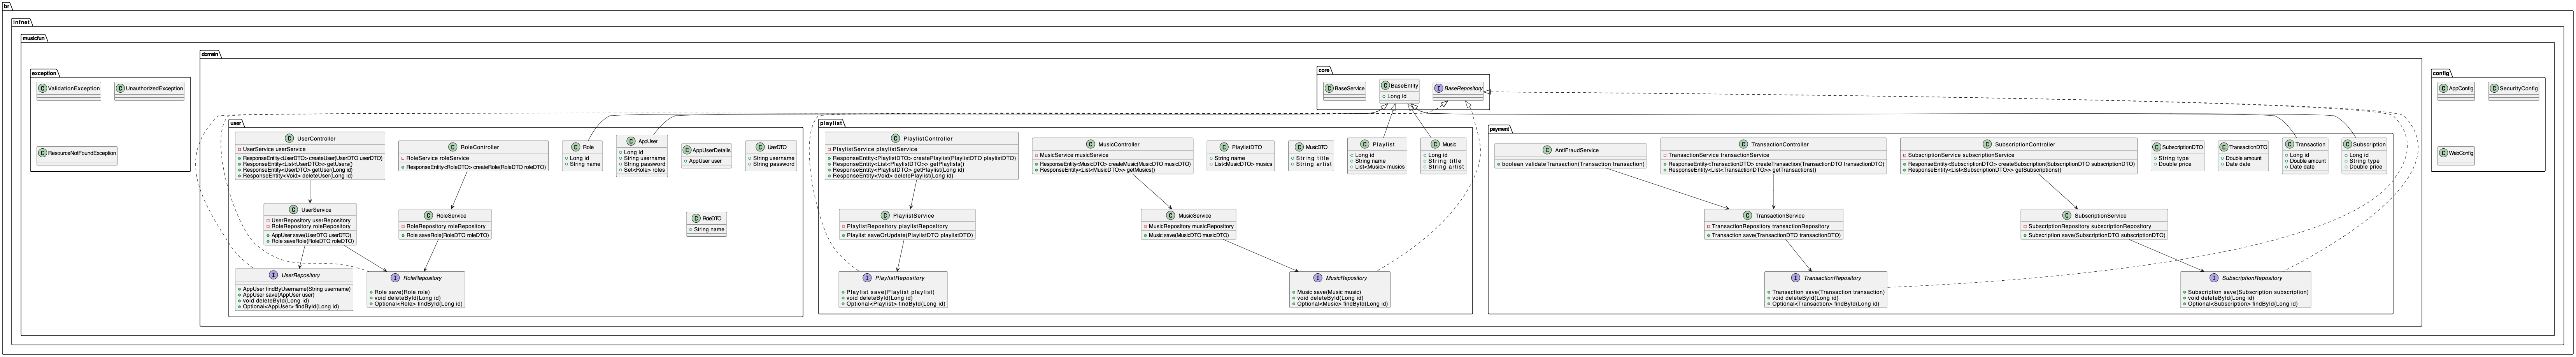 br
infnet
musicfun
domain
exception
C ValidationException
C UnauthorizedException
C ResourceNotFoundException
core
C BaseService
C BaseEntity
Long id
I BaseRepository
config
C AppConfig
C SecurityConfig
C WebConfig
user
C UserController
UserService userService
ResponseEntity<UserDTO> createUser(UserDTO userDTO)
ResponseEntity<List<UserDTO>> getUsers()
ResponseEntity<UserDTO> getUser(Long id)
ResponseEntity<Void> deleteUser(Long id)
C RoleController
RoleService roleService
ResponseEntity<RoleDTO> createRole(RoleDTO roleDTO)
C Role
Long id
String name
C AppUser
Long id
String username
String password
Set<Role> roles
C AppUserDetails
AppUser user
C UserDTO
String username
String password
C UserService
UserRepository userRepository
RoleRepository roleRepository
AppUser save(UserDTO userDTO)
Role saveRole(RoleDTO roleDTO)
C RoleService
RoleRepository roleRepository
Role saveRole(RoleDTO roleDTO)
C RoleDTO
String name
I UserRepository
AppUser findByUsername(String username)
AppUser save(AppUser user)
void deleteById(Long id)
Optional<AppUser> findById(Long id)
I RoleRepository
Role save(Role role)
void deleteById(Long id)
Optional<Role> findById(Long id)
playlist
C PlaylistController
PlaylistService playlistService
ResponseEntity<PlaylistDTO> createPlaylist(PlaylistDTO playlistDTO)
ResponseEntity<List<PlaylistDTO>> getPlaylists()
ResponseEntity<PlaylistDTO> getPlaylist(Long id)
ResponseEntity<Void> deletePlaylist(Long id)
C MusicController
MusicService musicService
ResponseEntity<MusicDTO> createMusic(MusicDTO musicDTO)
ResponseEntity<List<MusicDTO>> getMusics()
C PlaylistDTO
String name
List<MusicDTO> musics
C MusicDTO
String title
String artist
C Playlist
Long id
String name
List<Music> musics
C Music
Long id
String title
String artist
C PlaylistService
PlaylistRepository playlistRepository
Playlist saveOrUpdate(PlaylistDTO playlistDTO)
C MusicService
MusicRepository musicRepository
Music save(MusicDTO musicDTO)
I PlaylistRepository
Playlist save(Playlist playlist)
void deleteById(Long id)
Optional<Playlist> findById(Long id)
I MusicRepository
Music save(Music music)
void deleteById(Long id)
Optional<Music> findById(Long id)
payment
C AntiFraudService
boolean validateTransaction(Transaction transaction)
C TransactionController
TransactionService transactionService
ResponseEntity<TransactionDTO> createTransaction(TransactionDTO transactionDTO)
ResponseEntity<List<TransactionDTO>> getTransactions()
C SubscriptionController
SubscriptionService subscriptionService
ResponseEntity<SubscriptionDTO> createSubscription(SubscriptionDTO subscriptionDTO)
ResponseEntity<List<SubscriptionDTO>> getSubscriptions()
C SubscriptionDTO
String type
Double price
C TransactionDTO
Double amount
Date date
C Transaction
Long id
Double amount
Date date
C Subscription
Long id
String type
Double price
C TransactionService
TransactionRepository transactionRepository
Transaction save(TransactionDTO transactionDTO)
C SubscriptionService
SubscriptionRepository subscriptionRepository
Subscription save(SubscriptionDTO subscriptionDTO)
I TransactionRepository
Transaction save(Transaction transaction)
void deleteById(Long id)
Optional<Transaction> findById(Long id)
I SubscriptionRepository
Subscription save(Subscription subscription)
void deleteById(Long id)
Optional<Subscription> findById(Long id)